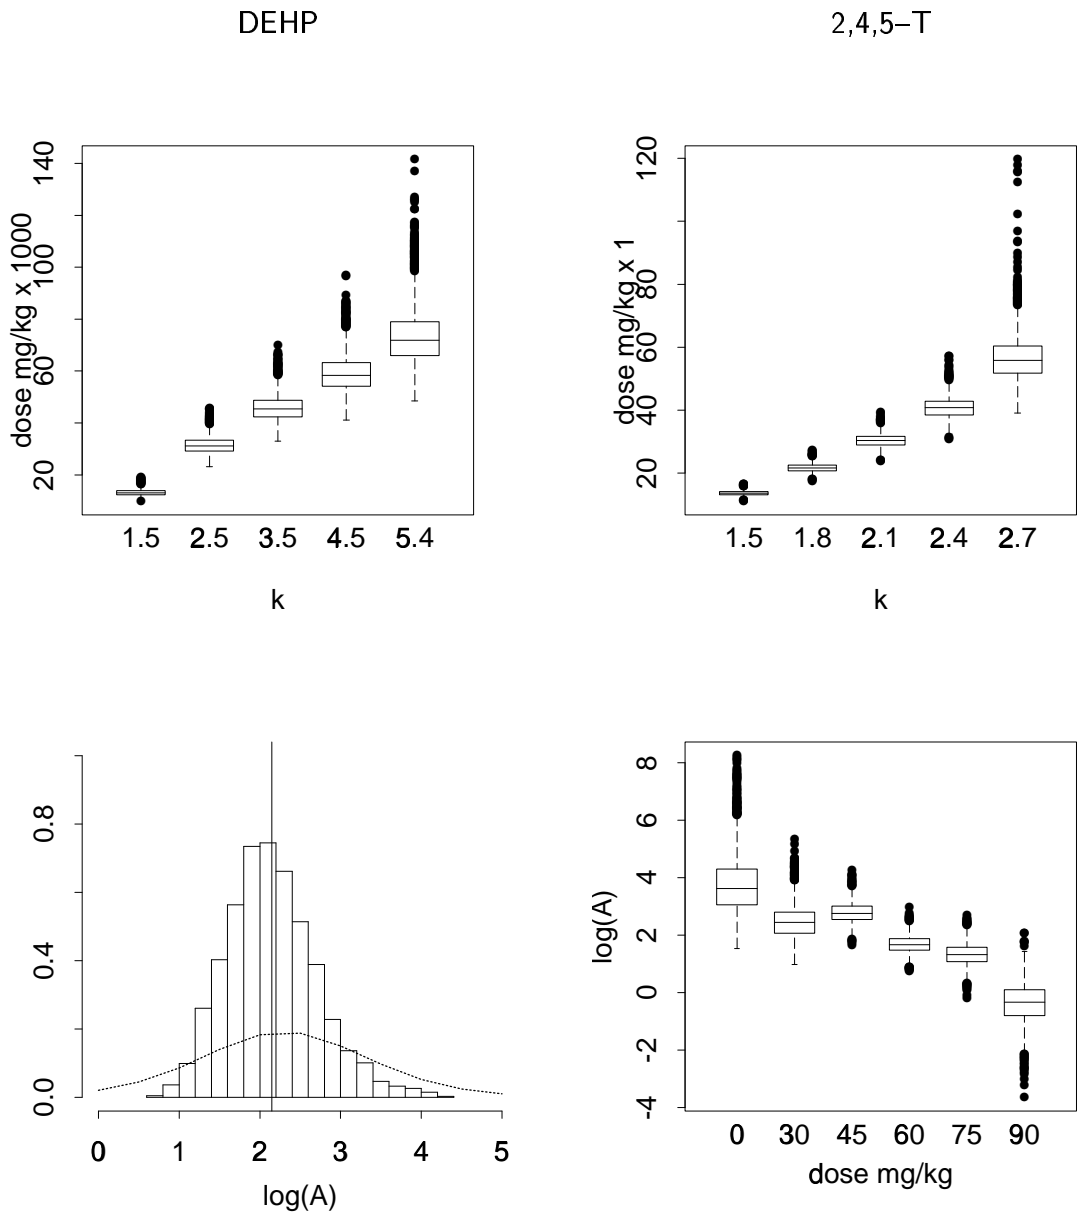 DEHP
2,4,5–T
140
100
60
20
dose mg/kg x 1000
1.5 2.5 3.5 4.5 5.4
k
120
80
60
40
20
dose mg/kg x 1
1.5 1.8 2.1 2.4 2.7
k
0.8
0.4
0.0
0 1 2 3 4 5
log(A)
8
6
4
2
0
-2
-4
log(A)
0 30 45 60 75 90
dose mg/kg